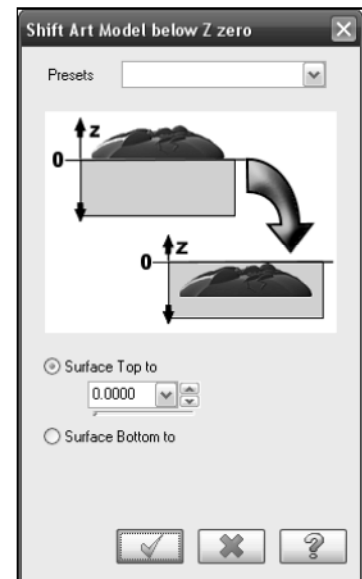 Shift Art Model below Z zero
Presets
z
0
z
0
Surface Top to
0.0000
Surface Bottom to
?